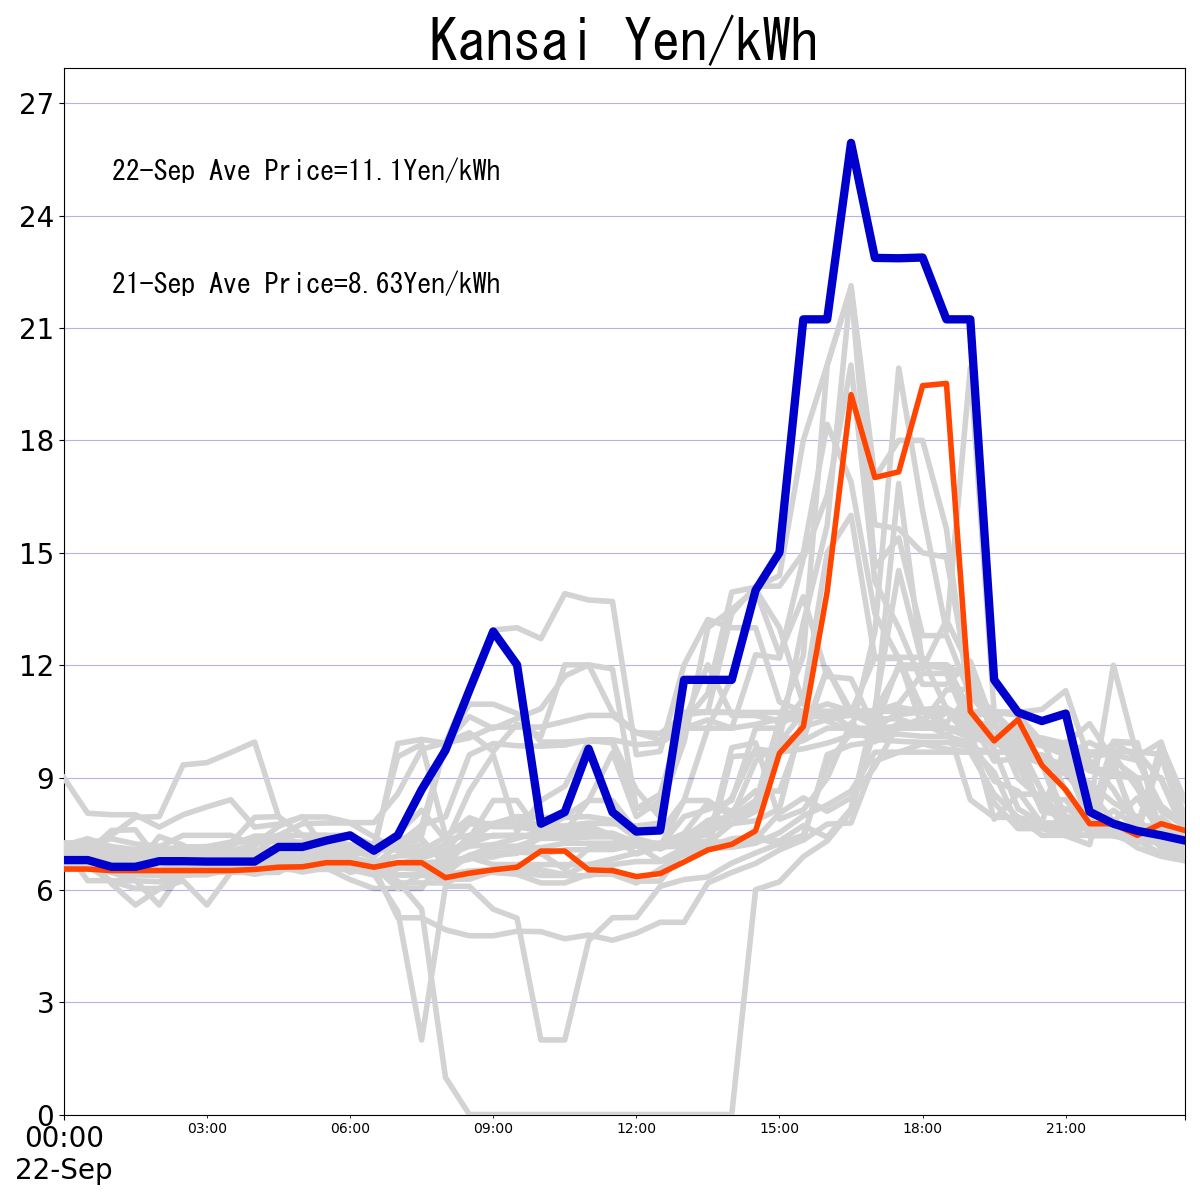 Kansai Yen/kWh
27
22-Sep Ave Price=11.1Yen/kWh
24
21-Sep Ave Price=8.63Yen/kWh
21
18
15
12
9
6
3
0
00:00 03:00 06:00 09:00 12:00 15:00 18:00 21:00
22-Sep